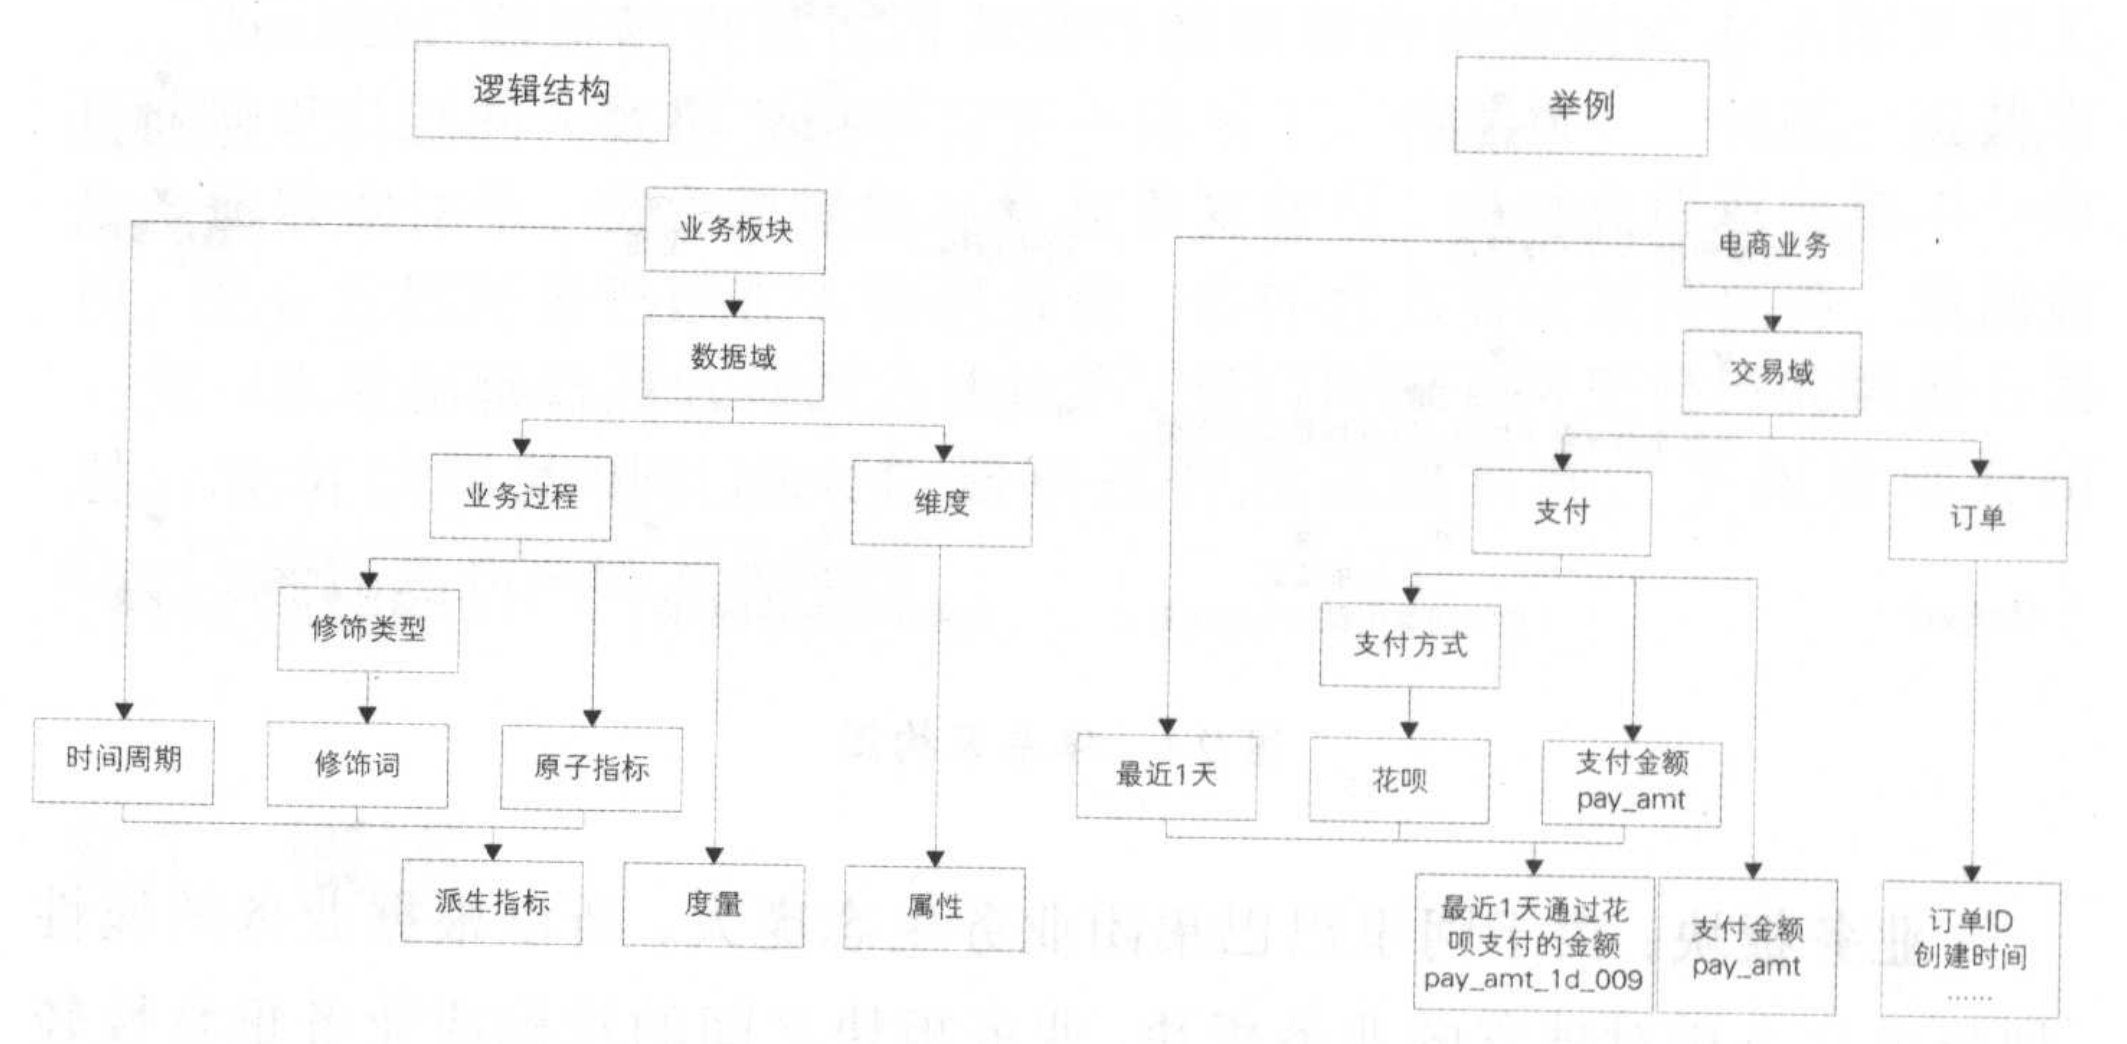 逻辑结构
举例
业务板块
数据域
业务过程
维度
修饰类型
时间周期
修饰词
原子指标
派生指标
度量
属性
电商业务
交易域
支付
订单
支付方式
最近1天
花呗
支付金额
pay_amt
最近1天通过花
呗支付的金额
pay_amt_1d_009
支付金额
pay_amt
订单ID
创建时间
……